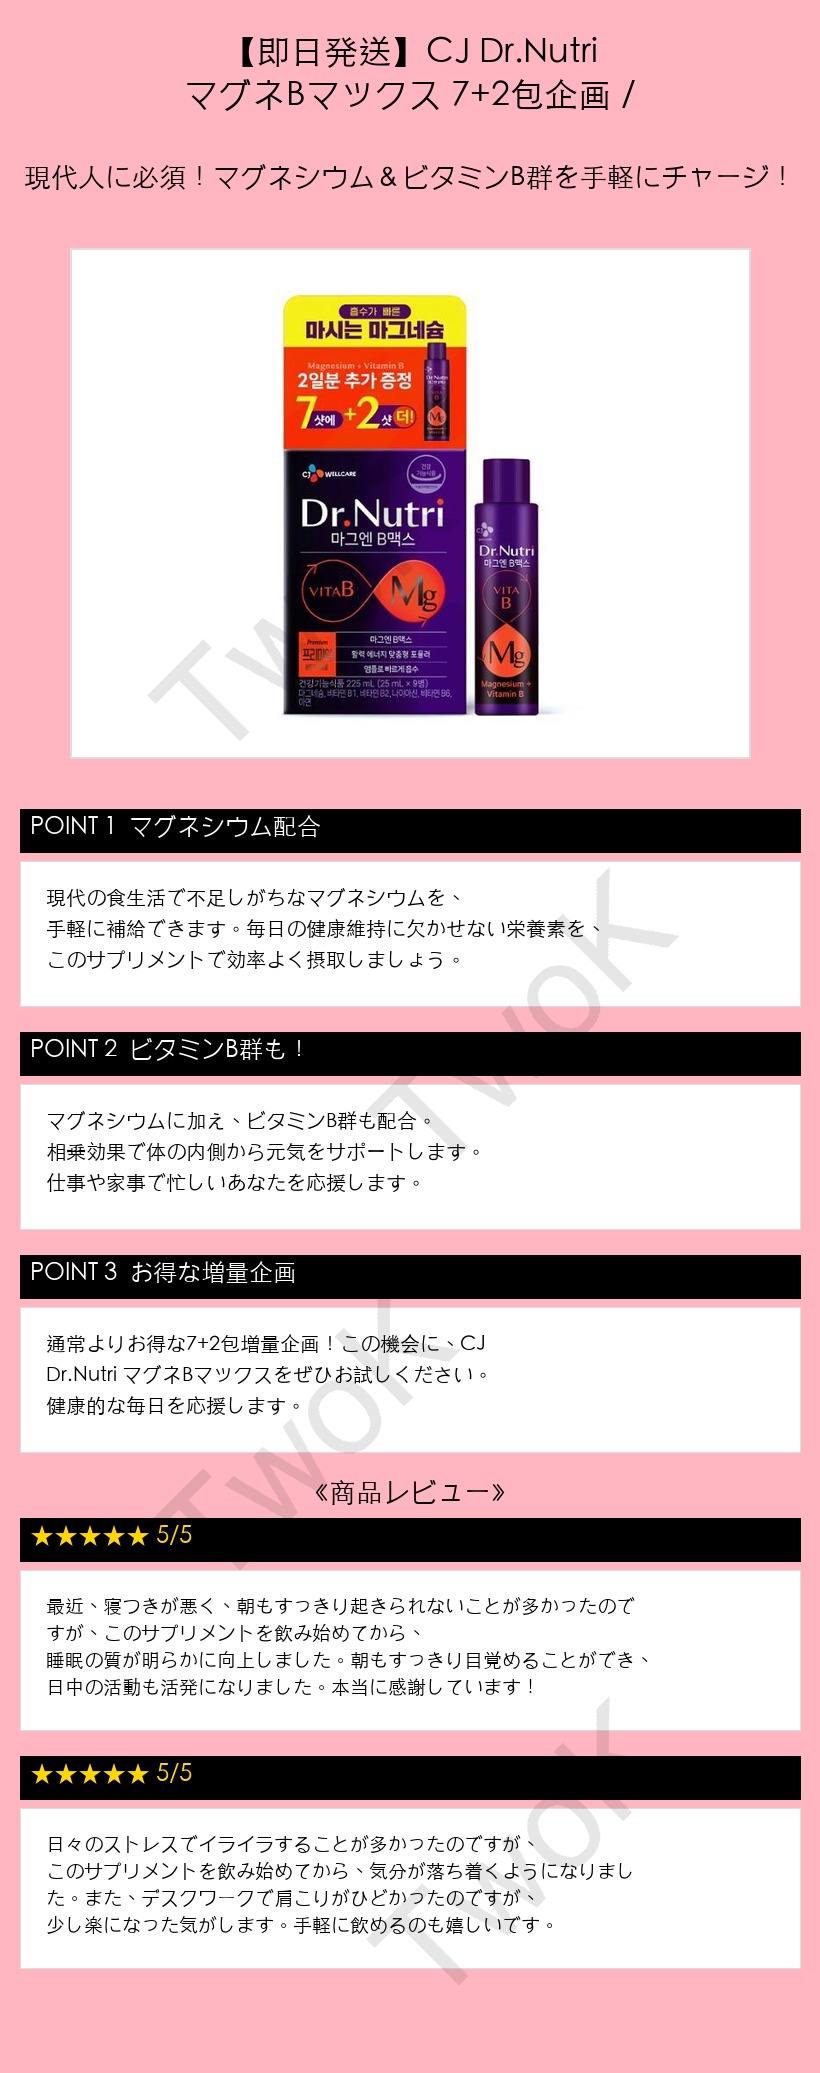 【即日発送】CJ Dr.Nutri
マグネBマックス 7+2包企画 /
現代人に必須！マグネシウム＆ビタミンB群を手軽にチャージ！
흡수가 빠른
마시는 마그네슘
Magnesium + Vitamin B
2일분 추가 증정
7샷에 +2샷 더!
CJ WELLCARE
건강기능식품
Dr.Nutri
마그엔 B맥스
VITA B
Mg
Premium
프리미엄
마그엔 B맥스
활력 에너지 맞춤형 포뮬러
앰플로 빠르게 흡수
건강기능식품 225 mL (25 mL × 9병)
마그네슘, 비타민 B1, 비타민 B2, 나이아신, 비타민 B6,
아연
Dr.Nutri
마그엔 B맥스
VITA
B
Mg
Magnesium +
Vitamin B
TwoK
POINT 1 マグネシウム配合
現代の食生活で不足しがちなマグネシウムを、
手軽に補給できます。毎日の健康維持に欠かせない栄養素を、
このサプリメントで効率よく摂取しましょう。
TwoK
POINT 2 ビタミンB群も！
マグネシウムに加え、ビタミンB群も配合。
相乗効果で体の内側から元気をサポートします。
仕事や家事で忙しいあなたを応援します。
POINT 3 お得な増量企画
通常よりお得な7+2包増量企画！この機会に、CJ
Dr.Nutri マグネBマックスをぜひお試しください。
健康的な毎日を応援します。
TwoK
《商品レビュー》
★★★★★ 5/5
最近、寝つきが悪く、朝もすっきり起きられないことが多かったので
すが、このサプリメントを飲み始めてから、
睡眠の質が明らかに向上しました。朝もすっきり目覚めることができ、
日中の活動も活発になりました。本当に感謝しています！
★★★★★ 5/5
日々のストレスでイライラすることが多かったのですが、
このサプリメントを飲み始めてから、気分が落ち着くようになりまし
た。また、デスクワークで肩こりがひどかったのですが、
少し楽になった気がします。手軽に飲めるのも嬉しいです。
TwoK